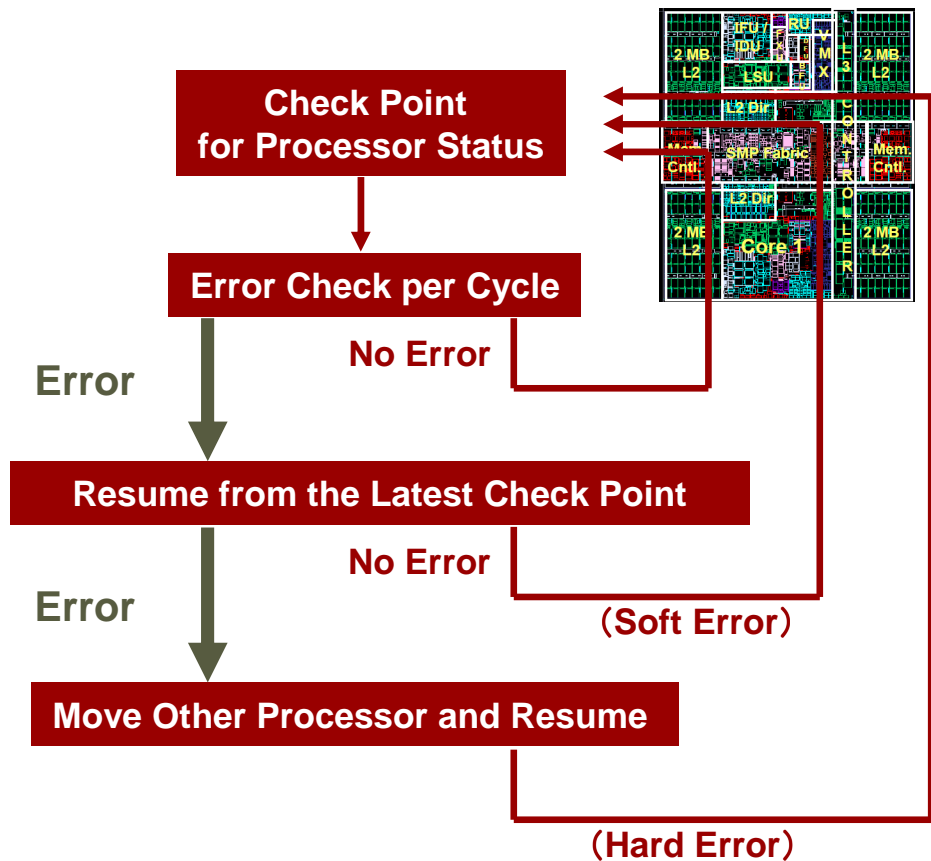 Check Point
for Processor Status
Error Check per Cycle
No Error
Error
Resume from the Latest Check Point
No Error
Error
（Soft Error）
Move Other Processor and Resume
（Hard Error）
IFU /
IDU
RU
VMX
2 MB
L2
LSU
L3 CONTROLLER
2 MB
L2
L2 Dir
Mem
Cntl.
SMP Fabric
Mem.
Cntl.
L2 Dir
2 MB
L2
Core 1
2 MB
L2